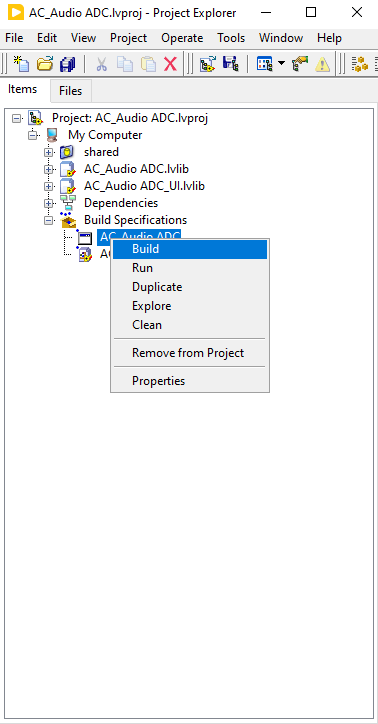 AC_Audio ADC.lvproj - Project Explorer
File Edit View Project Operate Tools Window Help
Items Files
Project: AC_Audio ADC.lvproj
My Computer
shared
AC_Audio ADC.lvlib
AC_Audio ADC_UI.lvlib
Dependencies
Build Specifications
AC_Audio ADC
AC
Build
Run
Duplicate
Explore
Clean
Remove from Project
Properties